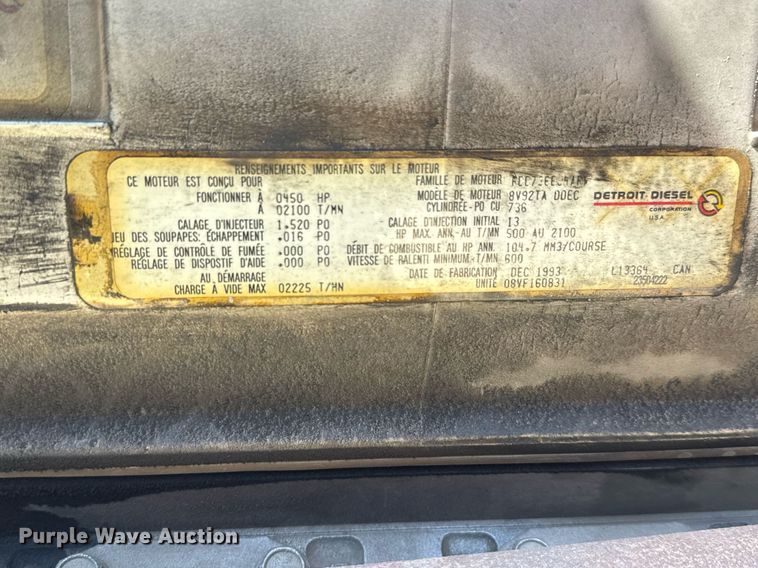 RENSEIGNEMENTS IMPORTANTS SUR LE MOTEUR
CE MOTEUR EST CONÇU POUR
FONCTIONNER À 0450 HP
À 02100 T/MN
CALAGE D'INJECTEUR 1.520 PO
JEU DES SOUPAPES: ÉCHAPPEMENT .016 PO
RÉGLAGE DE CONTRÔLE DE FUMÉE .000 PO
RÉGLAGE DE DISPOSITIF D'AIDE .000 PO
AU DÉMARRAGE
CHARGE À VIDE MAX 02225 T/MN
FAMILLE DE MOTEUR
MODÈLE DE MOTEUR 8V92TA DDEC
CYLINDRÉE-PO CU 736
CALAGE D'INJECTION INITIAL 13
HP MAX. ANN.-AU T/MN 500 AU 2100
DÉBIT DE COMBUSTIBLE AU HP ANN. 104.7 MM3/COURSE
VITESSE DE RALENTI MINIMUM-T/MN 600
DATE DE FABRICATION DEC 1993 L13364 CAN
UNITÉ 08VF160831 23504222
DETROIT DIESEL
CORPORATION
U.S.A.
Purple Wave Auction